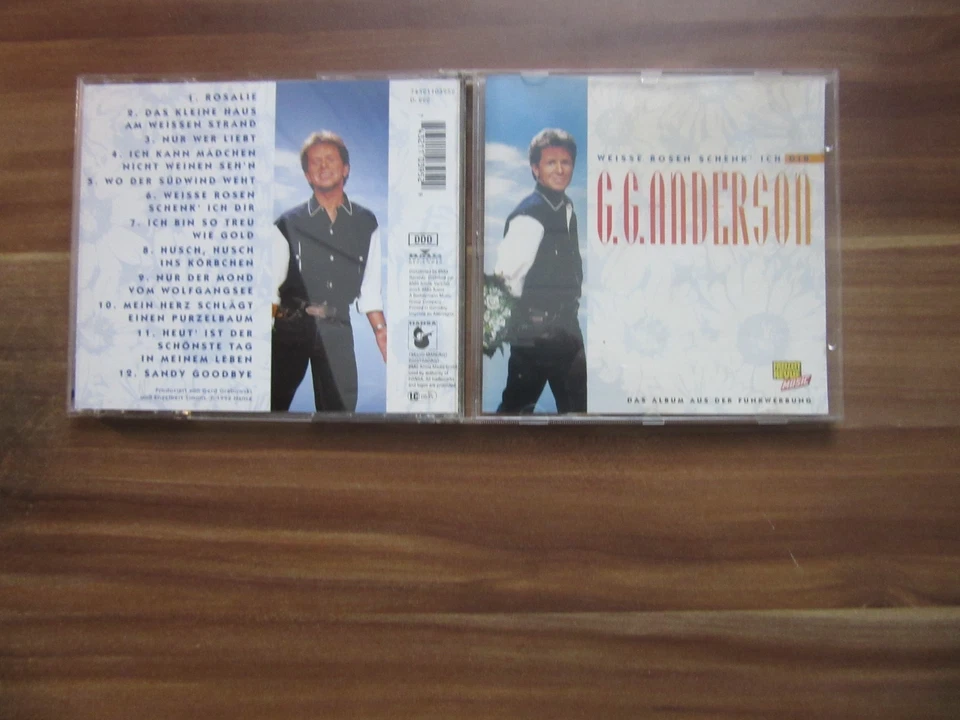 1. ROSALIE
2. DAS KLEINE HAUS
AM WEISSEN STRAND
3. NUR WER LIEBT
4. ICH KANN MÄDCHEN
NICHT WEINEN SEH'N
5. WO DER SÜDWIND WEHT
6. WEISSE ROSEN
SCHENK' ICH DIR
7. ICH BIN SO TREU
WIE GOLD
8. HUSCH, HUSCH
INS KÖRBCHEN
9. NUR DER MOND
VOM WOLFGANGSEE
10. MEIN HERZ SCHLÄGT
EINEN PURZELBAUM
11. HEUT' IST DER
SCHÖNSTE TAG
IN MEINEM LEBEN
12. SANDY GOODBYE
DDD
HANSA
LC
WEISSE ROSEN SCHENK' ICH DIR
G.G.ANDERSON
MUSIC
DAS ALBUM AUS DER FUNKWERBUNG